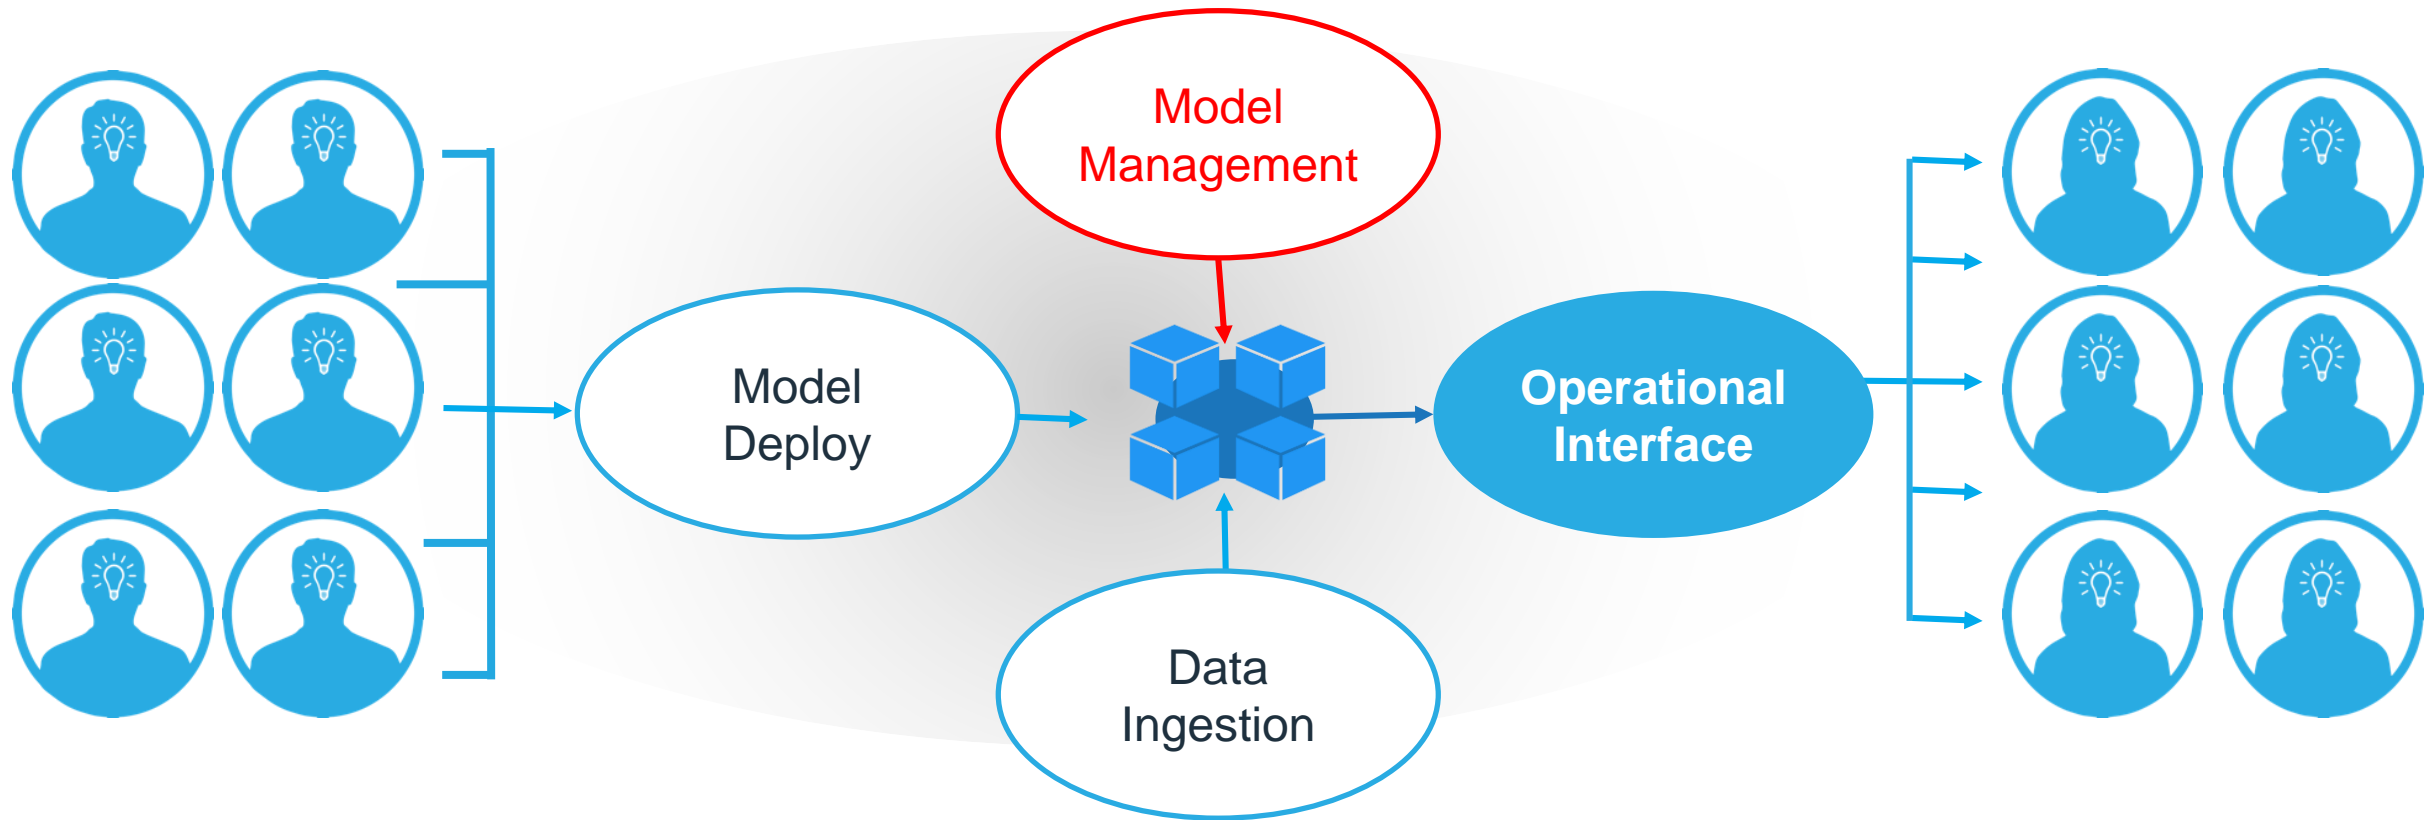 Model
Management
Model
Deploy
Operational
Interface
Data
Ingestion